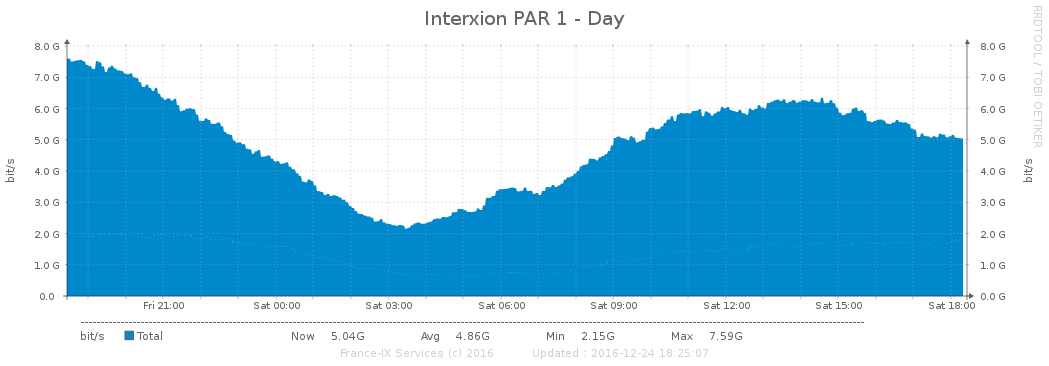 Interxion PAR 1 - Day
RRDTOOL / TOBI OETIKER
bit/s
8.0 G 8.0 G
7.0 G 7.0 G
6.0 G 6.0 G
5.0 G 5.0 G
4.0 G 4.0 G
3.0 G 3.0 G
2.0 G 2.0 G
1.0 G 1.0 G
0.0 0.0 G
bit/s
Fri 21:00 Sat 00:00 Sat 03:00 Sat 06:00 Sat 09:00 Sat 12:00 Sat 15:00 Sat 18:00
bit/s Total Now 5.04G Avg 4.86G Min 2.15G Max 7.59G
France-IX Services (c) 2016 Updated : 2016-12-24 18:25:07